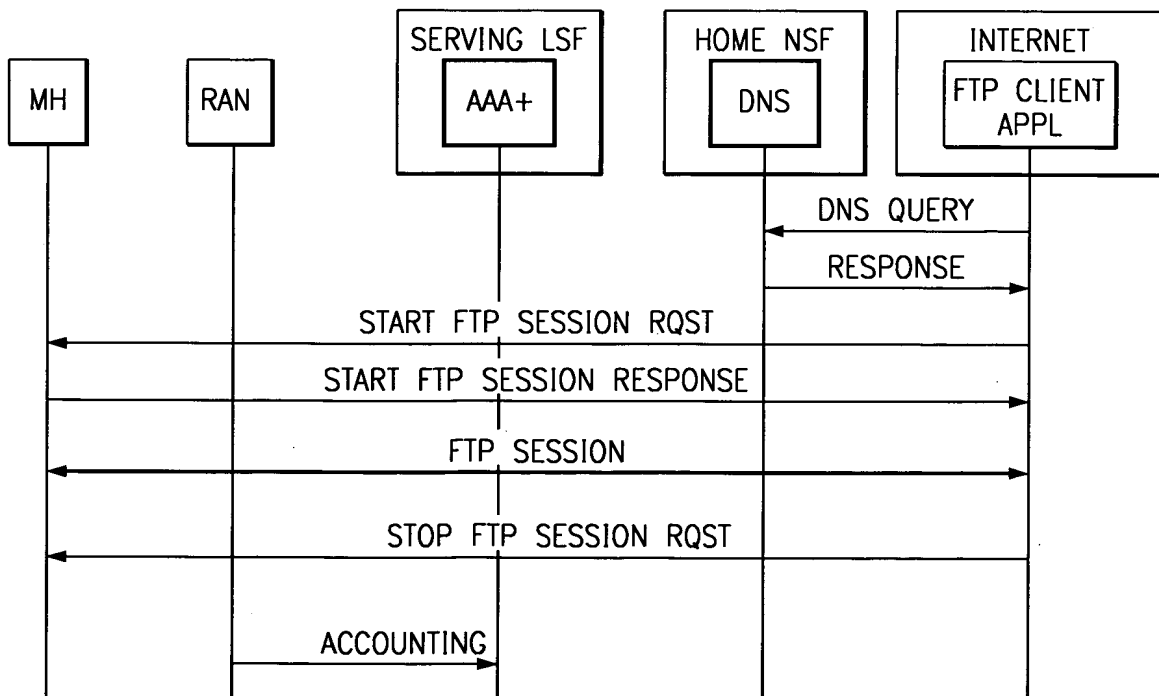 SERVING LSF
HOME NSF
INTERNET
MH
RAN
AAA+
DNS
FTP CLIENT
APPL
DNS QUERY
RESPONSE
START FTP SESSION RQST
START FTP SESSION RESPONSE
FTP SESSION
STOP FTP SESSION RQST
ACCOUNTING